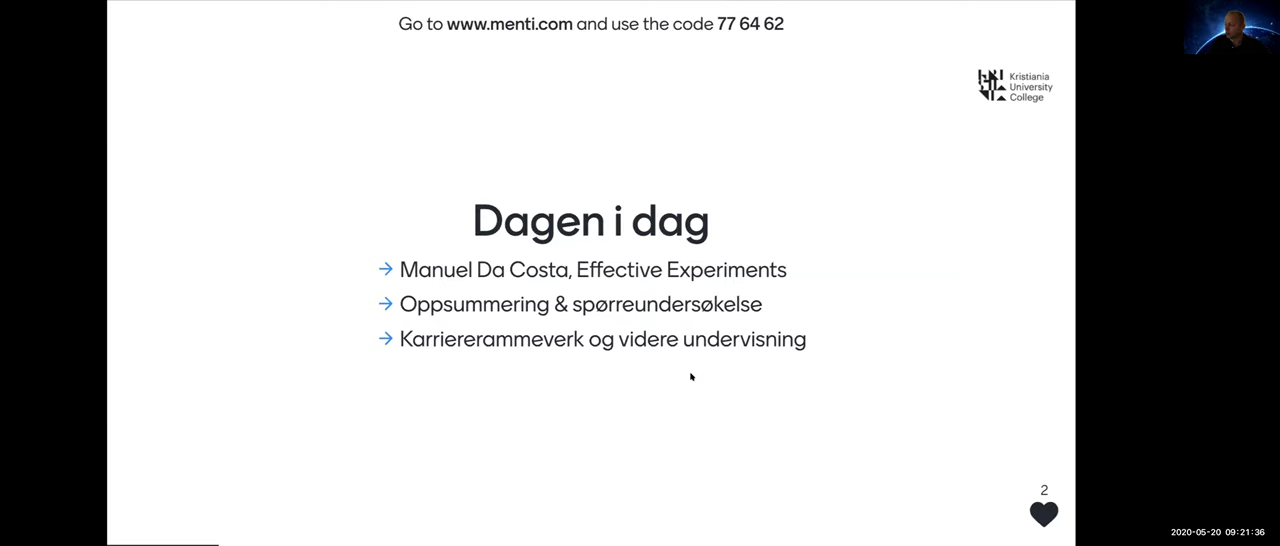 Go to www.menti.com and use the code 77 64 62
Kristiania
University
College
Dagen i dag
→ Manuel Da Costa, Effective Experiments
→ Oppsummering & spørreundersøkelse
→ Karriererammeverk og videre undervisning
2
2020-05-20 09:21:36